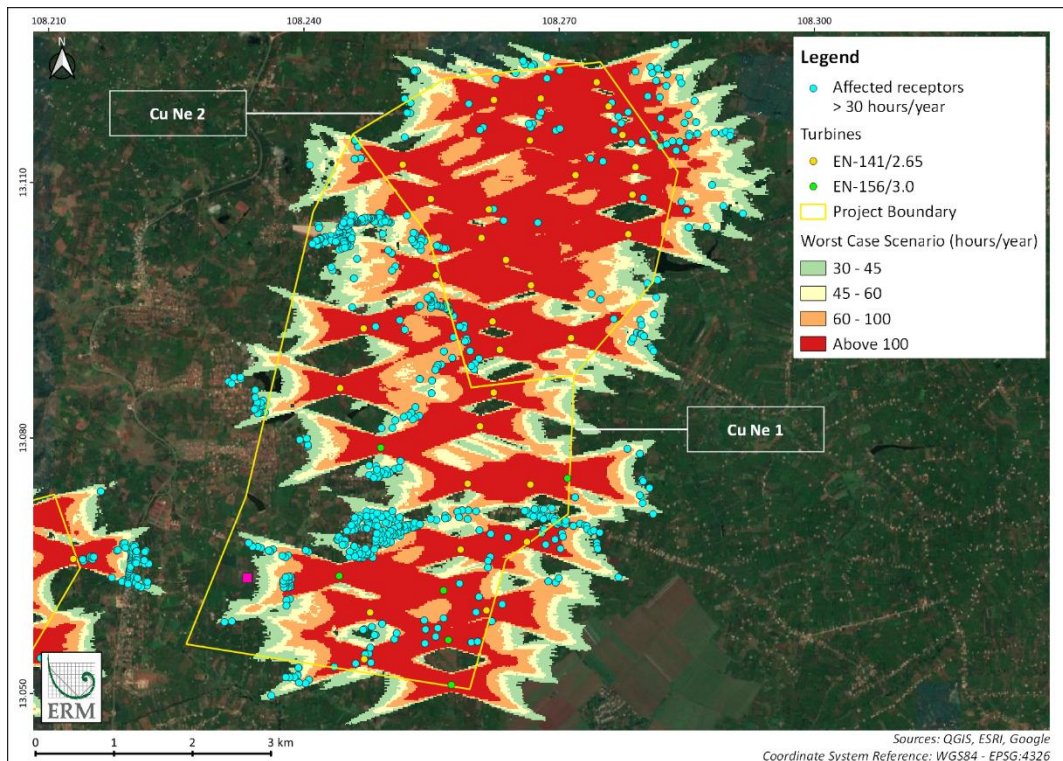 108.210
108.240
108.270
108.300
N
Legend
Affected receptors
> 30 hours/year
Turbines
EN-141/2.65
EN-156/3.0
Project Boundary
Worst Case Scenario (hours/year)
30 - 45
45 - 60
60 - 100
Above 100
Cu Ne 2
13.110
Cu Ne 1
13.080
13.050
ERM
0 1 2 3 km
Sources: QGIS, ESRI, Google
Coordinate System Reference: WGS84 - EPSG:4326